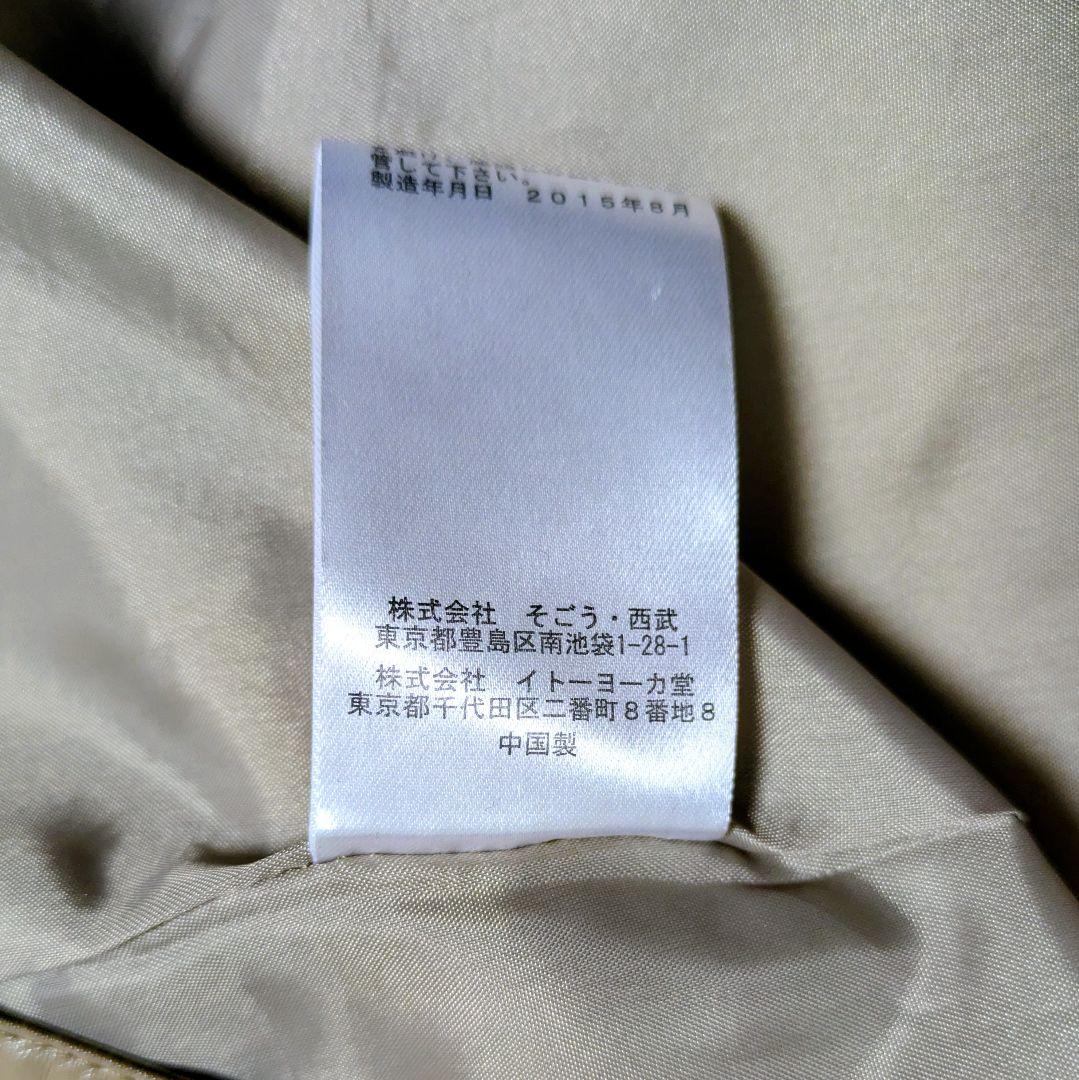 管して下さい。
製造年月日　２０１５年８月
株式会社　そごう・西武
東京都豊島区南池袋1-28-1
株式会社　イトーヨーカ堂
東京都千代田区二番町８番地８
中国製